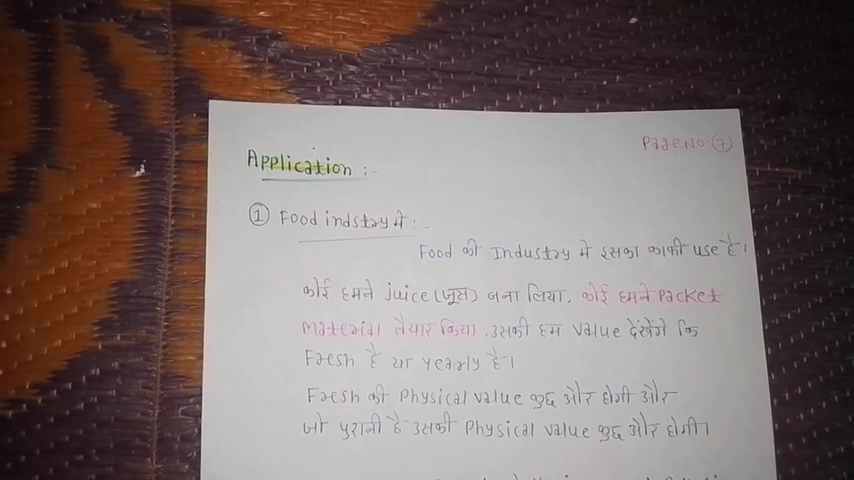 Page No. 7
Application :-
1 Food indstry में :-
Food की Industry में इसका काफी use है।
कोई हमने juice (जूस) बना लिया, कोई हमने Packet
Material तैयार किया, उसकी हम value देखेंगे कि
Fresh है या yearly है।
Fresh की Physical value कुछ और होगी और
जो पुरानी है उसकी Physical value कुछ और होगी।